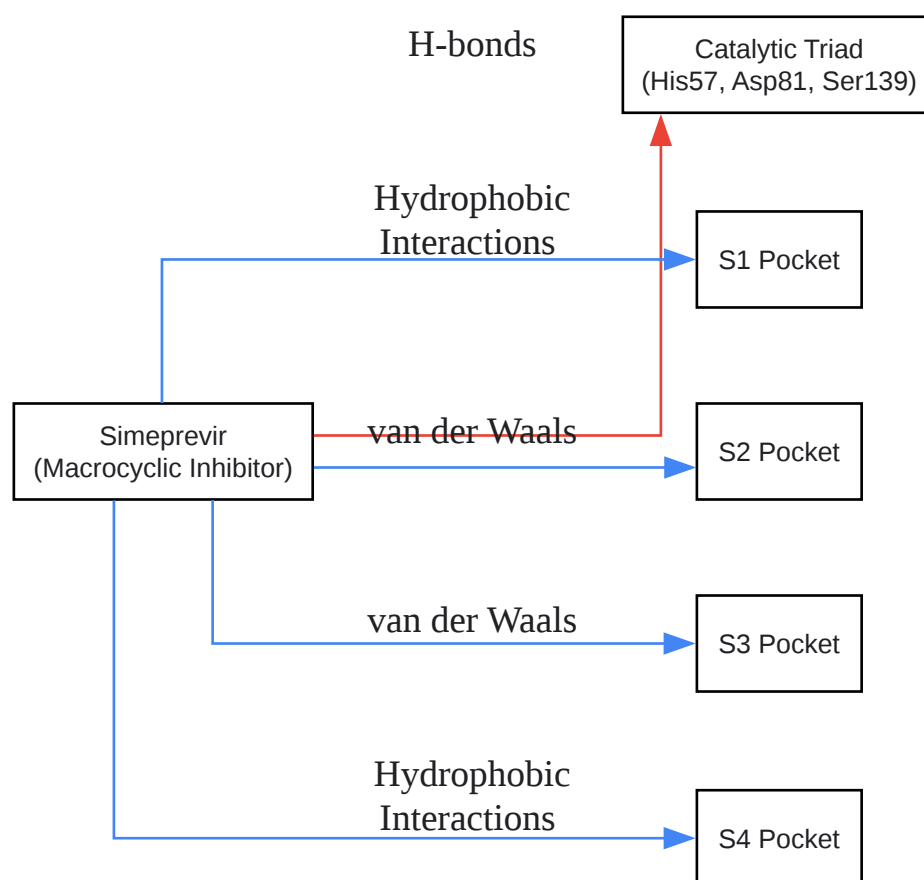 H-bonds
Catalytic Triad
(His57, Asp81, Ser139)
Hydrophobic
Interactions
S1 Pocket
Simeprevir
(Macrocyclic Inhibitor)
van der Waals
S2 Pocket
van der Waals
S3 Pocket
Hydrophobic
Interactions
S4 Pocket